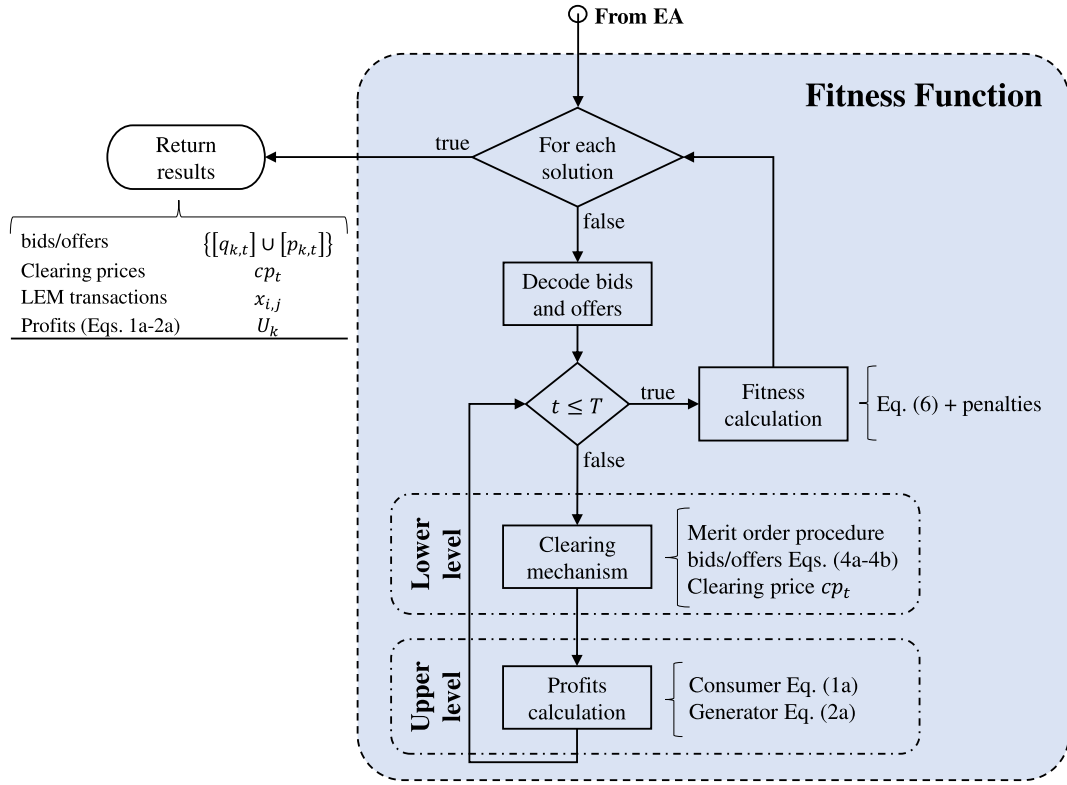 From EA
Fitness Function
For each
solution
true
false
Return
results
bids/offers {[q_{k,t}] ∪ [p_{k,t}]}
Clearing prices cp_t
LEM transactions x_{i,j}
Profits (Eqs. 1a-2a) U_k
Decode bids
and offers
t ≤ T
true
false
Fitness
calculation
Eq. (6) + penalties
Lower
level
Clearing
mechanism
Merit order procedure
bids/offers Eqs. (4a-4b)
Clearing price cp_t
Upper
level
Profits
calculation
Consumer Eq. (1a)
Generator Eq. (2a)